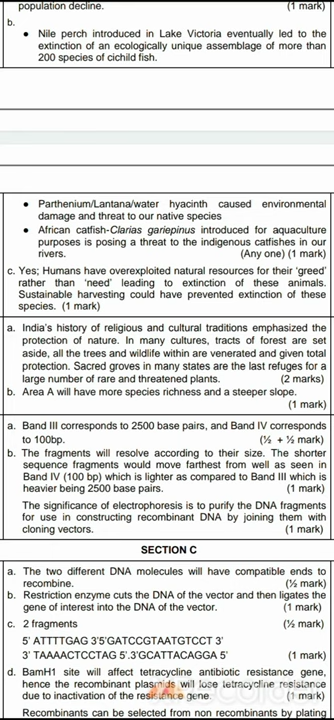 population decline. (1 mark)
b.
• Nile perch introduced in Lake Victoria eventually led to the
extinction of an ecologically unique assemblage of more than
200 species of cichild fish.
• Parthenium/Lantana/water hyacinth caused environmental
damage and threat to our native species
• African catfish-Clarias gariepinus introduced for aquaculture
purposes is posing a threat to the indigenous catfishes in our
rivers. (Any one) (1 mark)
c. Yes; Humans have overexploited natural resources for their 'greed'
rather than 'need' leading to extinction of these animals.
Sustainable harvesting could have prevented extinction of these
species. (1 mark)
a. India's history of religious and cultural traditions emphasized the
protection of nature. In many cultures, tracts of forest are set
aside, all the trees and wildlife within are venerated and given total
protection. Sacred groves in many states are the last refuges for a
large number of rare and threatened plants. (2 marks)
b. Area A will have more species richness and a steeper slope.
(1 mark)
a. Band III corresponds to 2500 base pairs, and Band IV corresponds
to 100bp. (½ + ½ mark)
b. The fragments will resolve according to their size. The shorter
sequence fragments would move farthest from well as seen in
Band IV (100 bp) which is lighter as compared to Band III which is
heavier being 2500 base pairs. (1 mark)
The significance of electrophoresis is to purify the DNA fragments
for use in constructing recombinant DNA by joining them with
cloning vectors. (1 mark)
SECTION C
a. The two different DNA molecules will have compatible ends to
recombine. (½ mark)
b. Restriction enzyme cuts the DNA of the vector and then ligates the
gene of interest into the DNA of the vector. (1 mark)
c. 2 fragments (½ mark)
5' ATTTTGAG 3'5'GATCCGTAATGTCCT 3'
3' TAAAACTCCTAG 5'.3'GCATTACAGGA 5' (1 mark)
d. BamH1 site will affect tetracycline antibiotic resistance gene,
hence the recombinant plasmids will lose tetracycline resistance
due to inactivation of the resistance gene. (1 mark)
Recombinants can be selected from non recombinants by plating